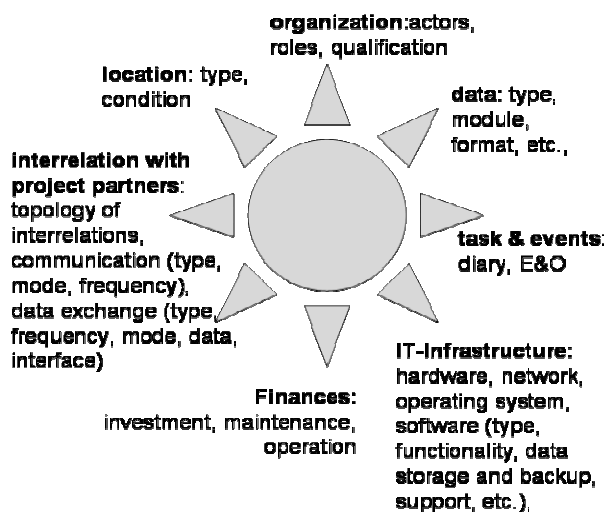 organization:actors,
roles, qualification
location: type,
condition
data: type,
module,
format, etc.,
interrelation with
project partners:
topology of
interrelations,
communication (type,
mode, frequency),
data exchange (type,
frequency, mode, data,
interface)
task & events:
diary, E&O
IT-Infrastructure:
hardware, network,
operating system,
software (type,
functionality, data
storage and backup,
support, etc.),
Finances:
investment, maintenance,
operation